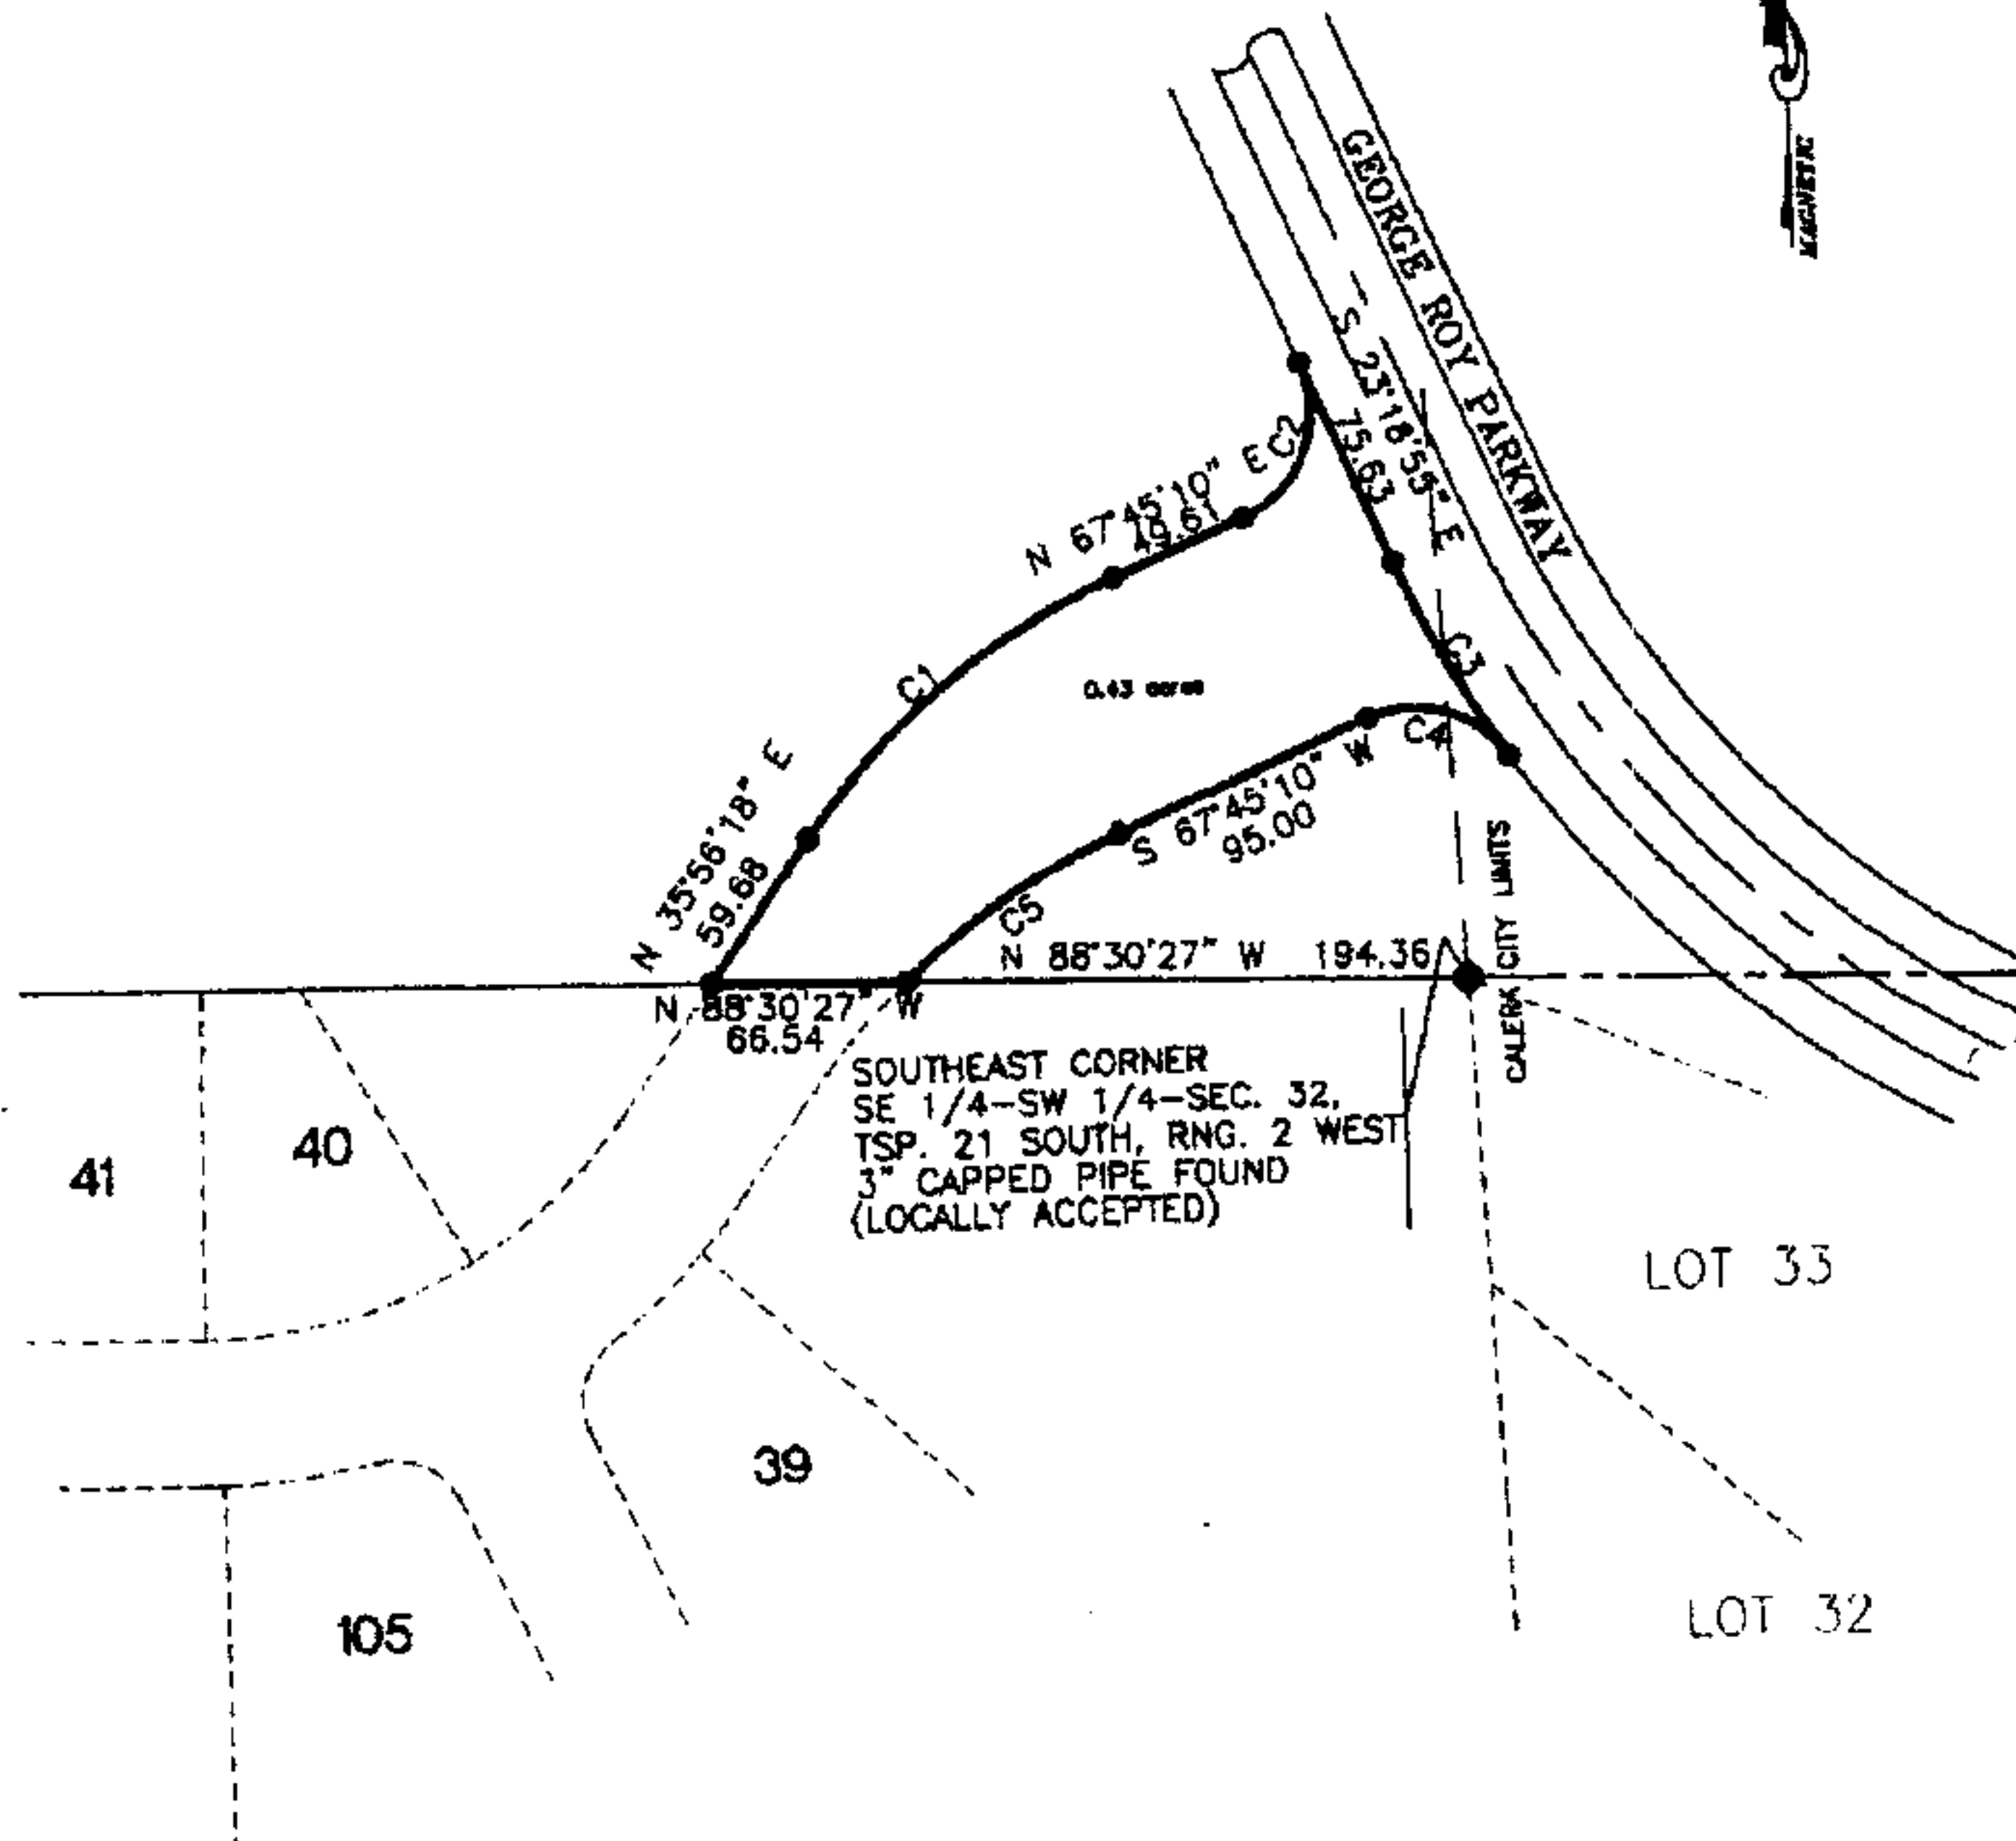 MAGNETIC
GEORGE ROY PARKWAY
S 23°18'55" E
75.63
C2
N 67°45'10" E
49.61
C1
C3
0.43 acres
C4
S 67°45'10" W
95.00
N 35°56'18" E
59.68
C5
N 88°30'27" W 194.36
CALERA CITY LIMITS
N 88°30'27" W
66.54
SOUTHEAST CORNER
SE 1/4-SW 1/4-SEC. 32,
TSP. 21 SOUTH, RNG. 2 WEST
3" CAPPED PIPE FOUND
(LOCALLY ACCEPTED)
41
40
LOT 33
39
105
LOT 32